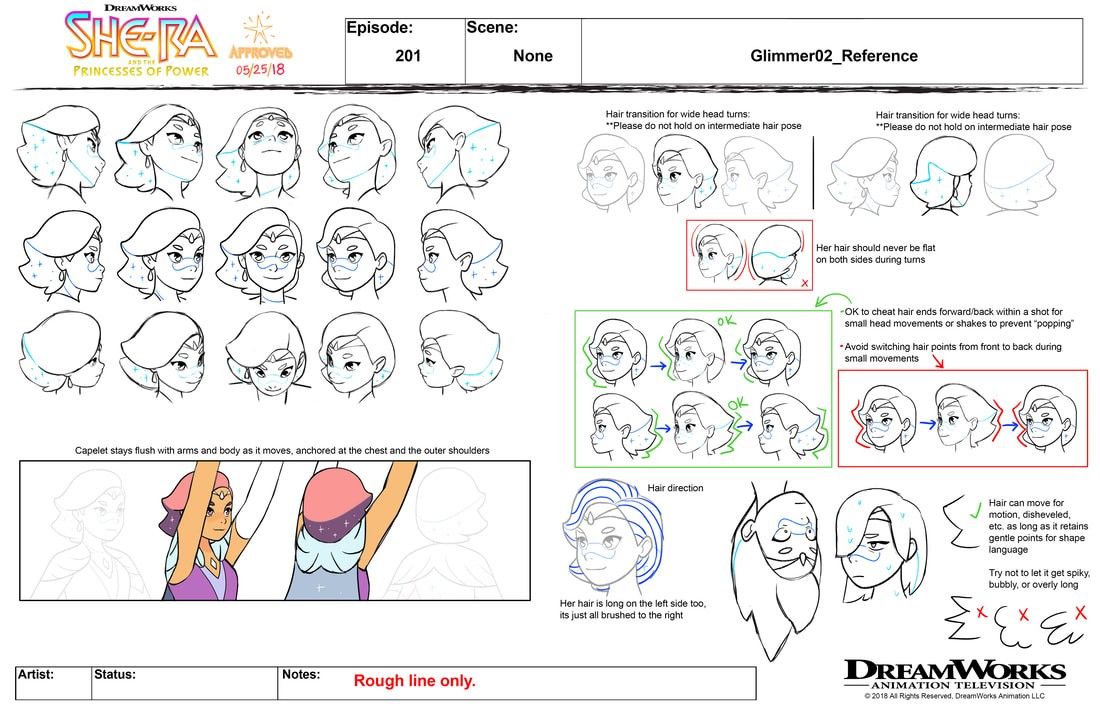 DREAMWORKS
SHE-RA
AND THE
PRINCESSES OF POWER
APPROVED
05/25/18
Episode:
201
Scene:
None
Glimmer02_Reference
Hair transition for wide head turns:
**Please do not hold on intermediate hair pose
Hair transition for wide head turns:
**Please do not hold on intermediate hair pose
Her hair should never be flat
on both sides during turns
x
OK
OK
-OK to cheat hair ends forward/back within a shot for
small head movements or shakes to prevent “popping”
*Avoid switching hair points from front to back during
small movements
Capelet stays flush with arms and body as it moves, anchored at the chest and the outer shoulders
Hair direction
Her hair is long on the left side too,
its just all brushed to the right
Hair can move for
motion, disheveled,
etc. as long as it retains
gentle points for shape
language
Try not to let it get spiky,
bubbly, or overly long
x x x
Artist:
Status:
Notes:
Rough line only.
DREAMWORKS
ANIMATION TELEVISION
© 2018 All Rights Reserved, DreamWorks Animation LLC